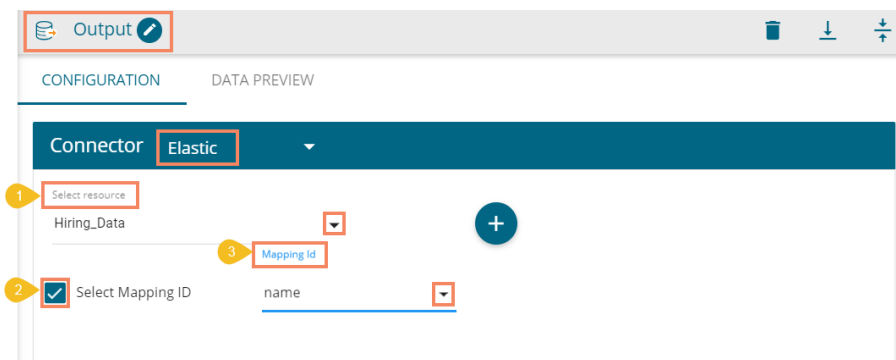 Output
CONFIGURATION DATA PREVIEW
Connector Elastic
1 Select resource
Hiring_Data
3 Mapping Id
2 Select Mapping ID name